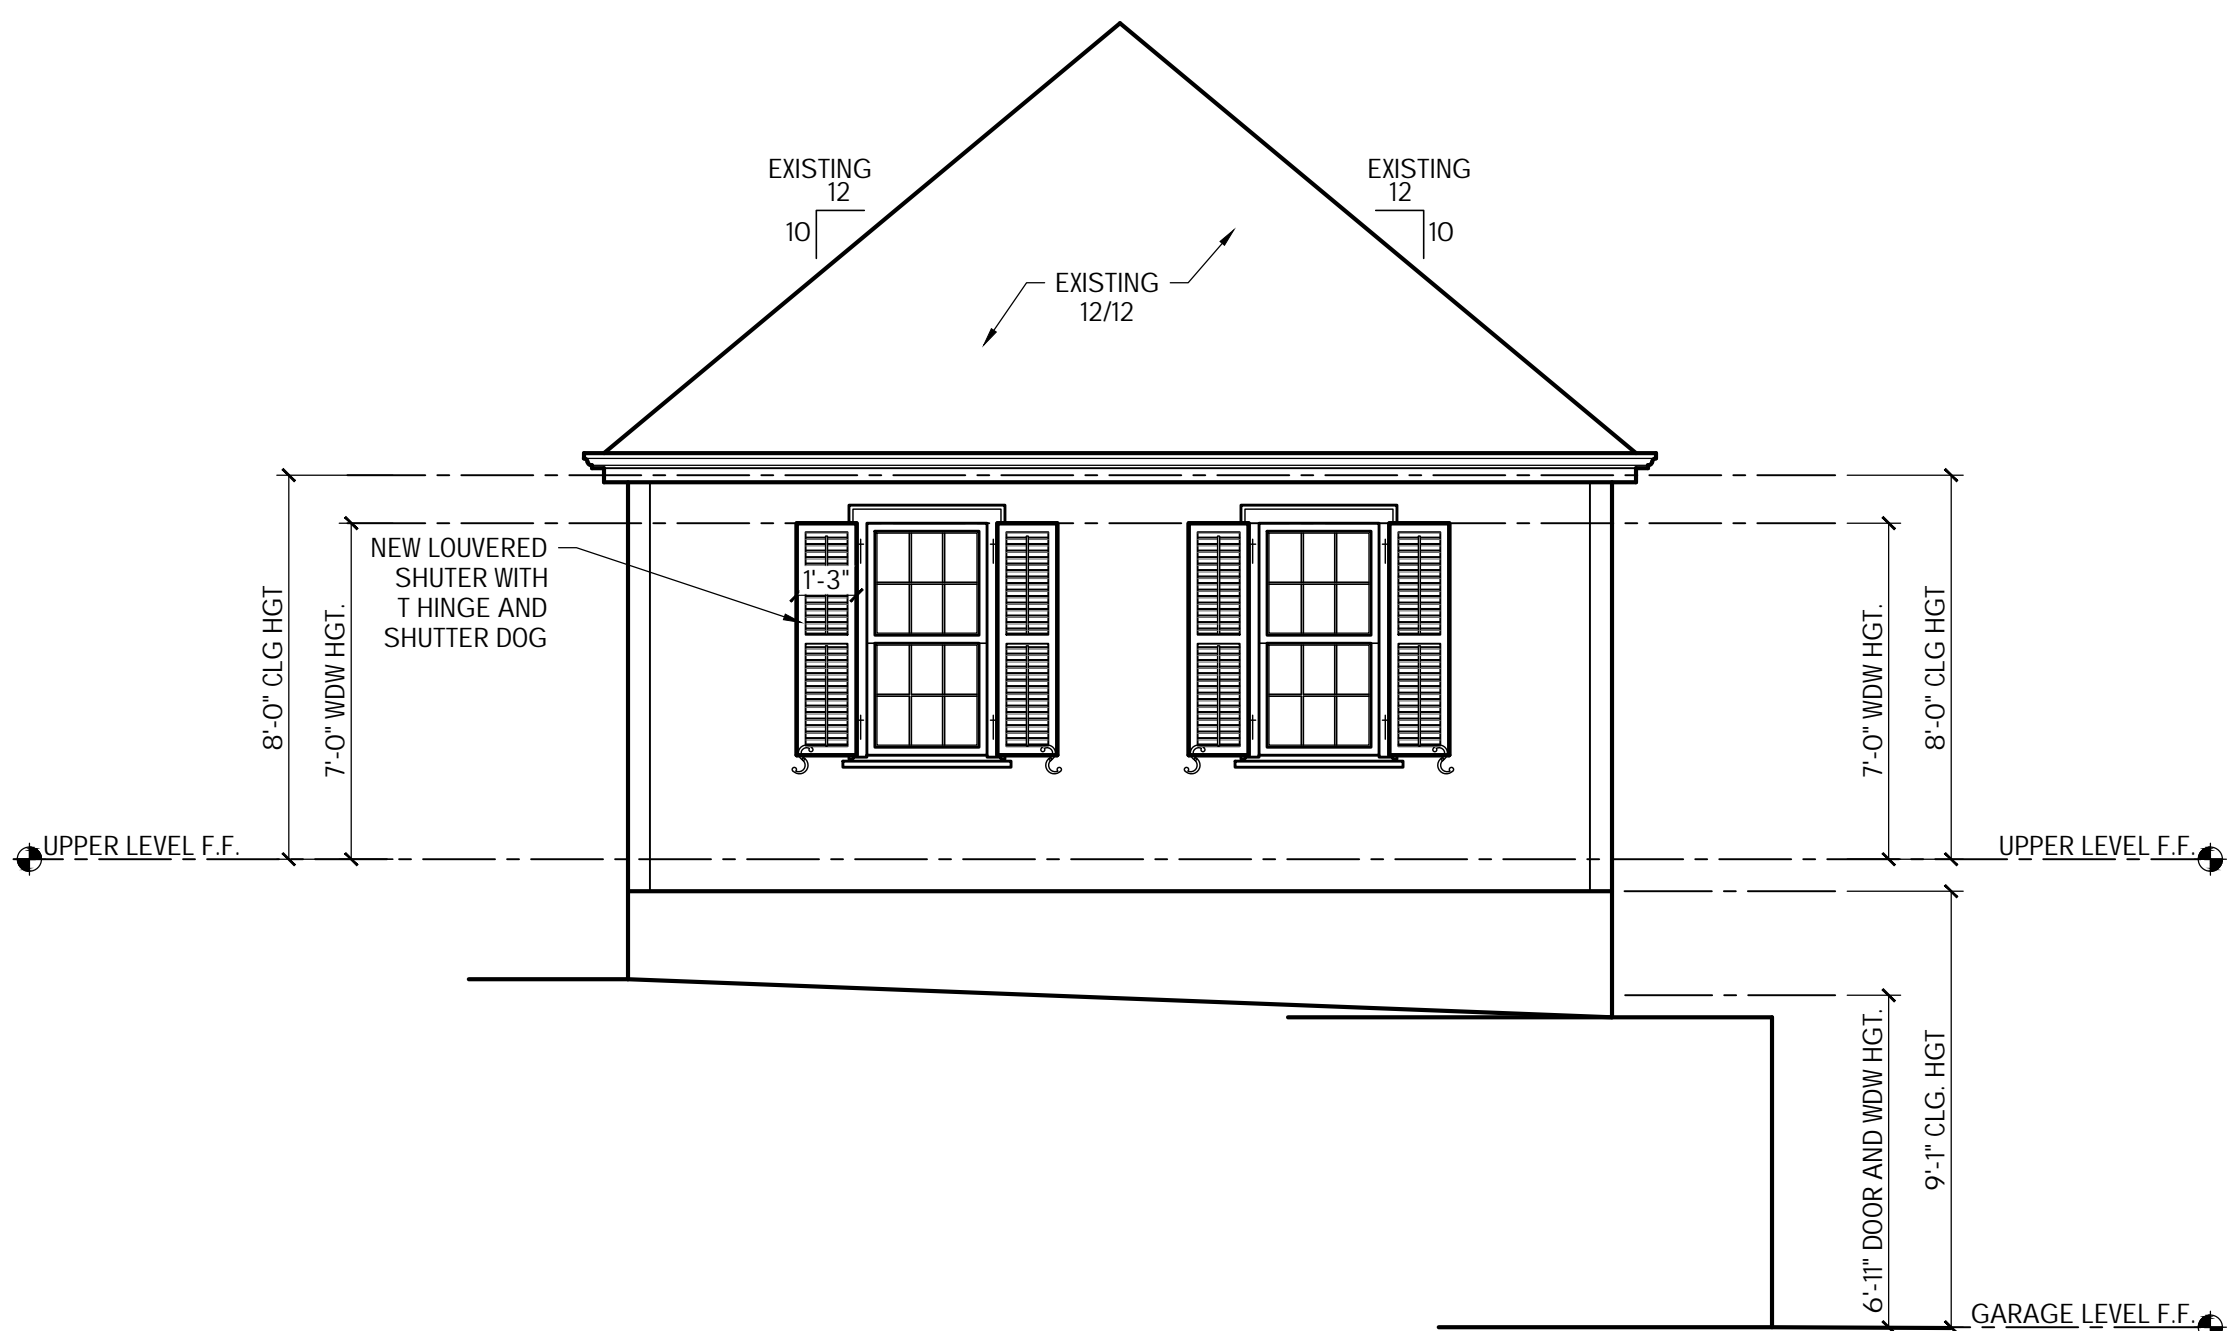 EXISTING
12
10
EXISTING
12
10
EXISTING
12/12
NEW LOUVERED
SHUTER WITH
T HINGE AND
SHUTTER DOG
1'-3"
8'-0" CLG HGT
7'-0" WDW HGT.
7'-0" WDW HGT.
8'-0" CLG HGT
UPPER LEVEL F.F.
UPPER LEVEL F.F.
6'-11" DOOR AND WDW HGT.
9'-1" CLG. HGT
GARAGE LEVEL F.F.